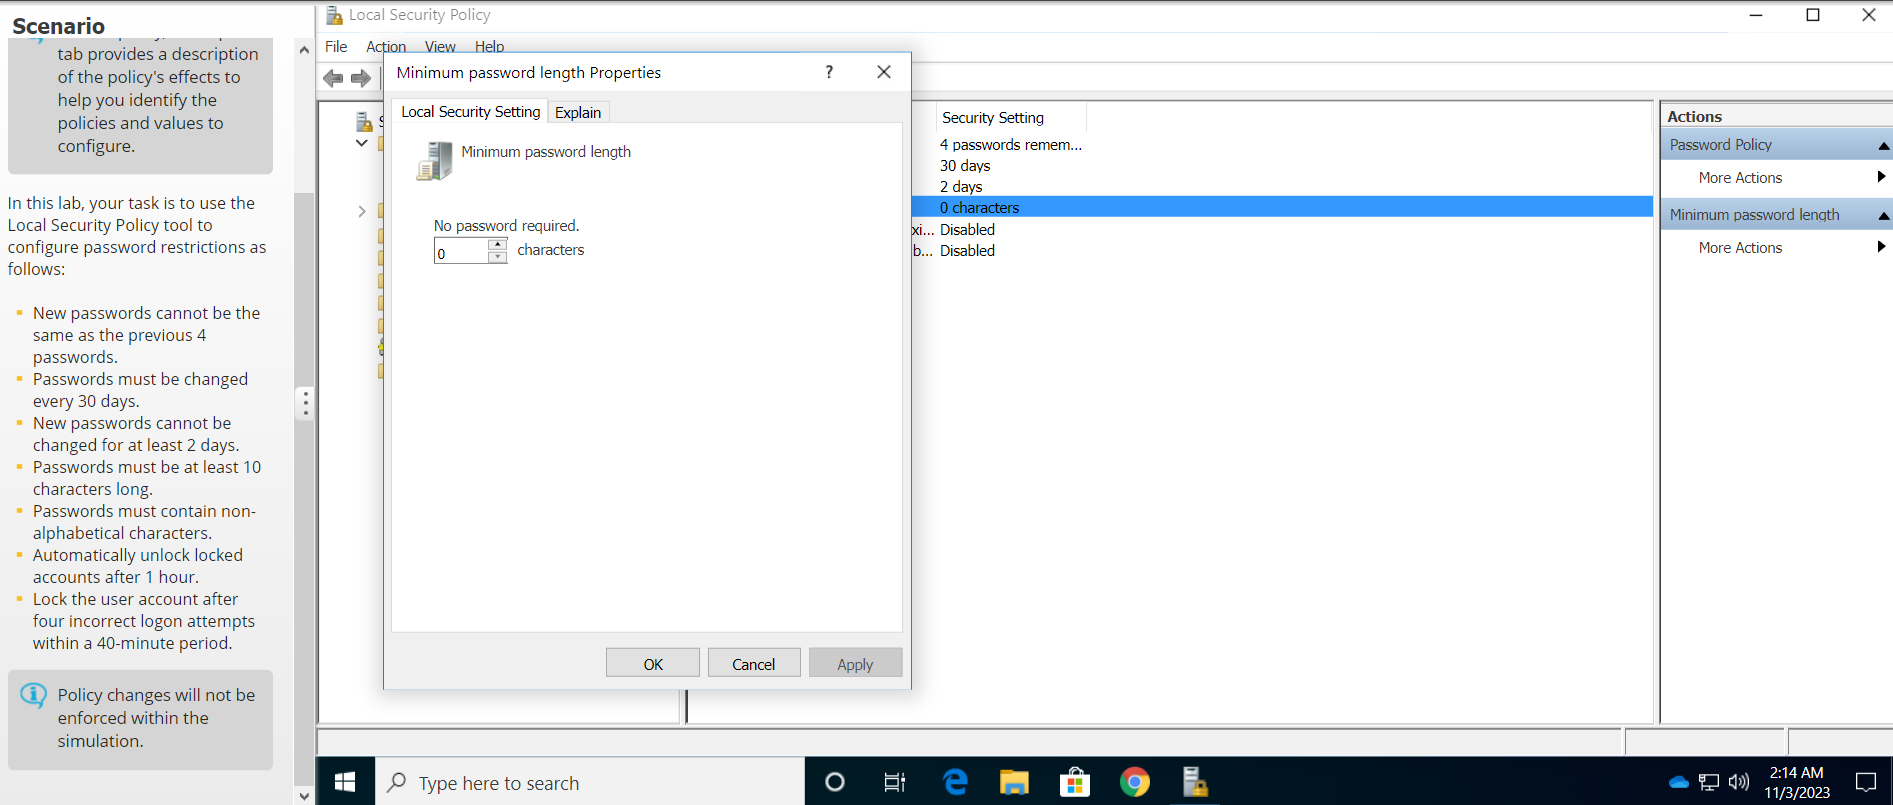 Scenario
tab provides a description
of the policy's effects to
help you identify the
policies and values to
configure.
In this lab, your task is to use the
Local Security Policy tool to
configure password restrictions as
follows:
New passwords cannot be the
same as the previous 4
passwords.
Passwords must be changed
every 30 days.
New passwords cannot be
changed for at least 2 days.
Passwords must be at least 10
characters long.
Passwords must contain non-
alphabetical characters.
Automatically unlock locked
accounts after 1 hour.
Lock the user account after
four incorrect logon attempts
within a 40-minute period.
Policy changes will not be
enforced within the
simulation.
Local Security Policy
File Action View Help
Minimum password length Properties ?
Local Security Setting Explain
Minimum password length
No password required.
0 characters
OK Cancel Apply
Security Setting
4 passwords remem...
30 days
2 days
0 characters
xi... Disabled
b... Disabled
Actions
Password Policy
More Actions
Minimum password length
More Actions
Type here to search
2:14 AM
11/3/2023